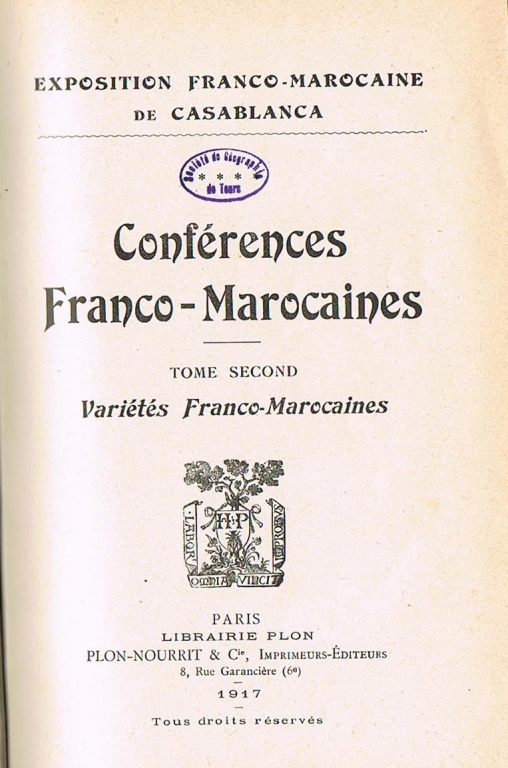 EXPOSITION FRANCO-MAROCAINE
DE CASABLANCA
Société de Géographie
* * * *
de Tours
Conférences
Franco-Marocaines
TOME SECOND
Variétés Franco-Marocaines
H P
LABOR
OMNIA VINCIT
IMPROBUS
PARIS
LIBRAIRIE PLON
PLON-NOURRIT & Cie, IMPRIMEURS-ÉDITEURS
8, Rue Garancière (6e)
1917
Tous droits réservés